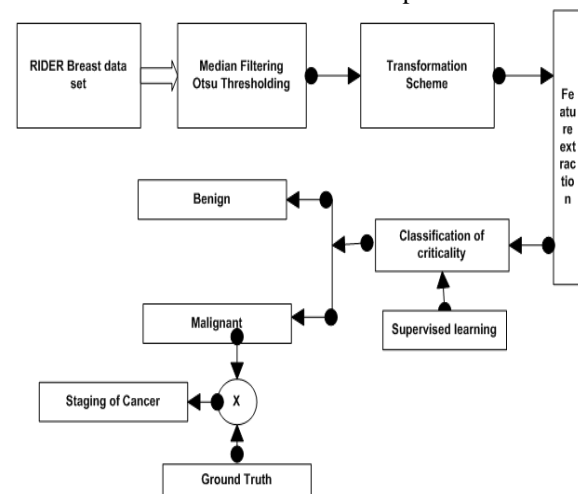 RIDER Breast data
set
Median Filtering
Otsu Thresholding
Transformation
Scheme
Fe
atu
re
ext
rac
tio
n
Benign
Classification of
criticality
Malignant
Supervised learning
Staging of Cancer
X
Ground Truth